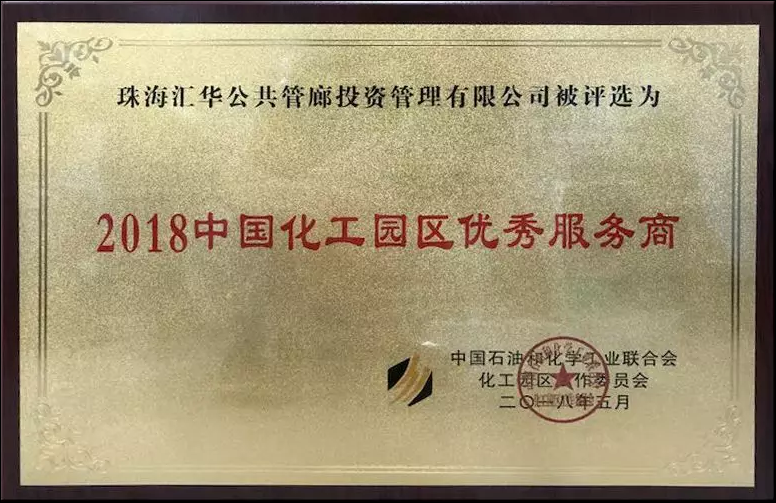 珠海汇华公共管廊投资管理有限公司被评选为
2018中国化工园区优秀服务商
中国石油和化学工业联合会
化工园区工作委员会
二〇一八年五月